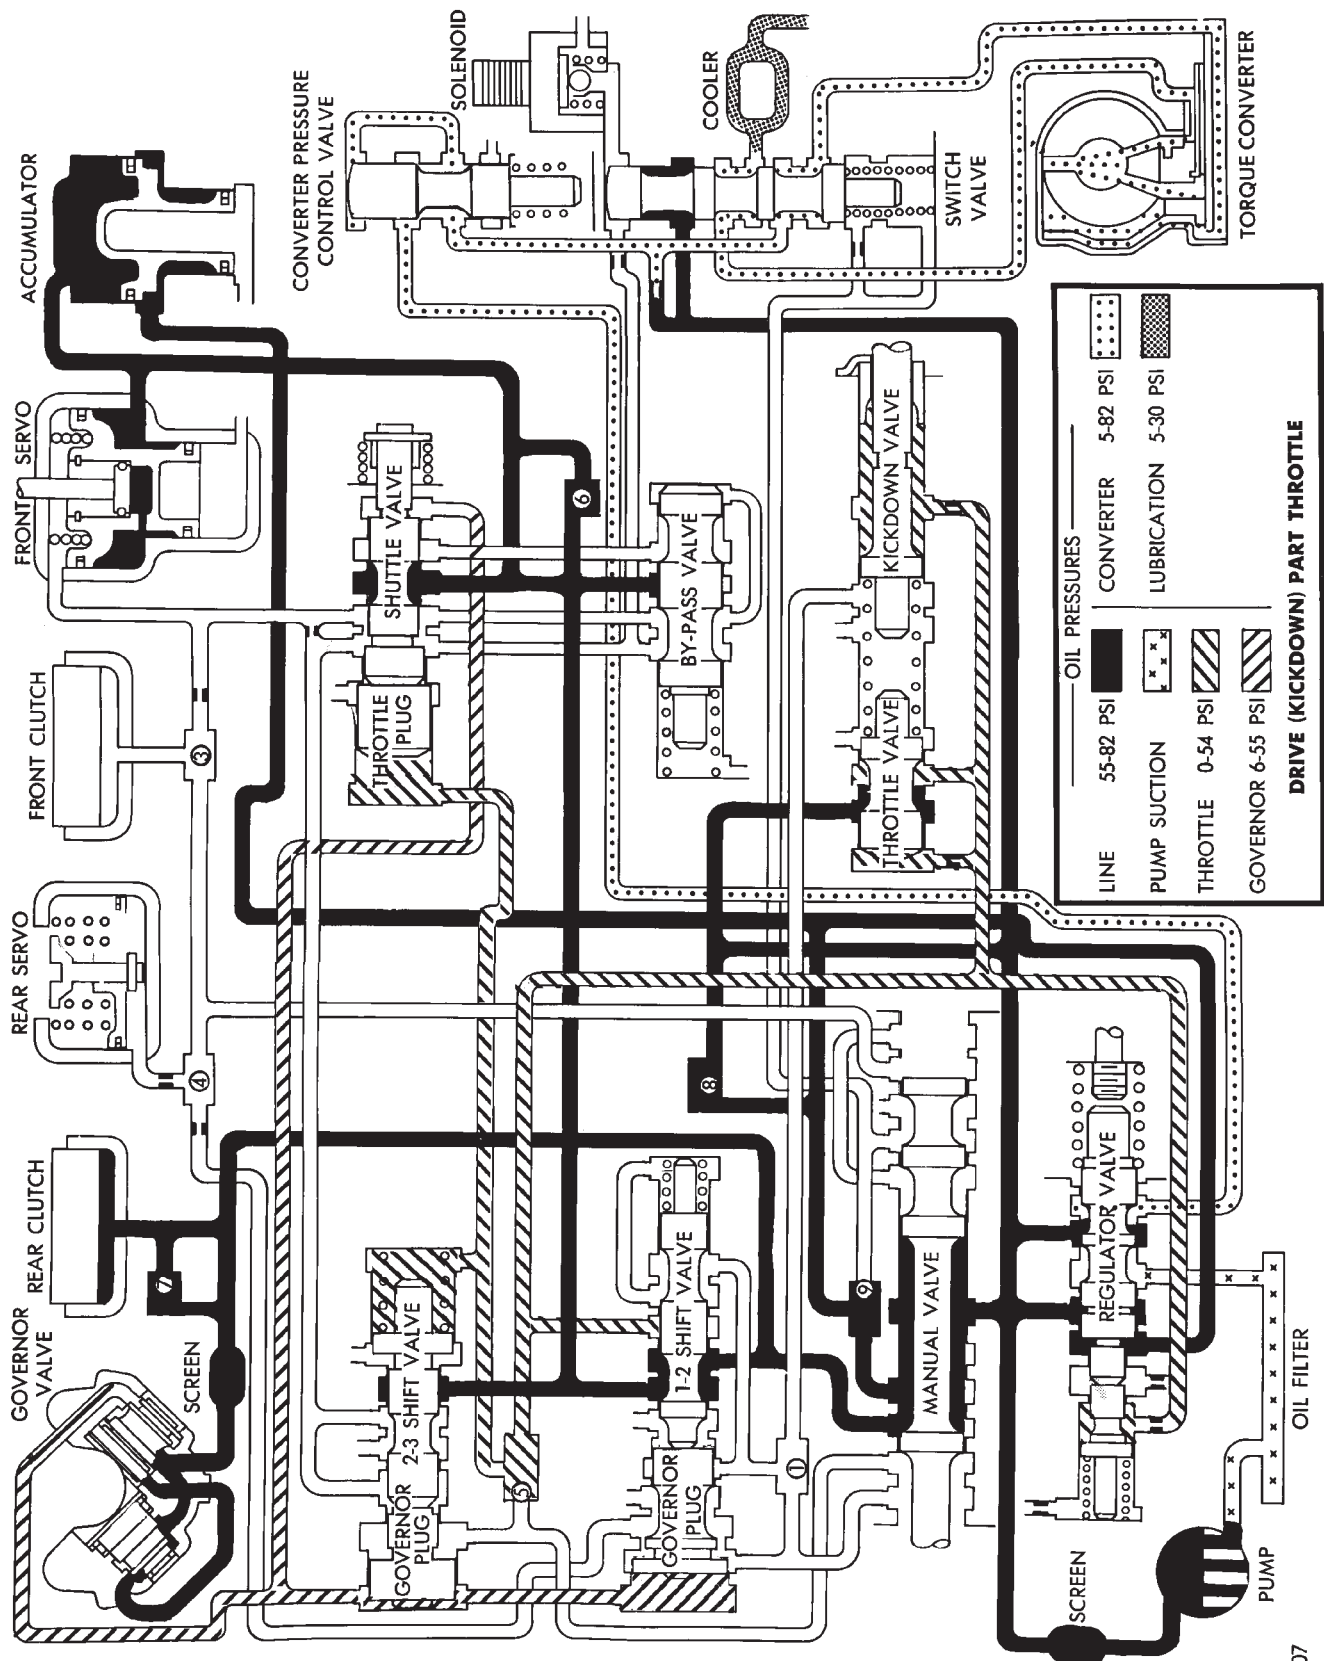 GOVERNOR
VALVE
REAR CLUTCH
REAR SERVO
FRONT CLUTCH
FRONT SERVO
ACCUMULATOR
SCREEN
7
4
3
CONVERTER PRESSURE
CONTROL VALVE
SOLENOID
GOVERNOR
PLUG
2-3 SHIFT VALVE
THROTTLE
PLUG
SHUTTLE VALVE
5
6
GOVERNOR
PLUG
1-2 SHIFT VALVE
8
BY-PASS VALVE
COOLER
1
9
MANUAL VALVE
THROTTLE VALVE
KICKDOWN VALVE
SWITCH
VALVE
SCREEN
REGULATOR VALVE
PUMP
OIL FILTER
TORQUE CONVERTER
OIL PRESSURES
LINE 55-82 PSI
PUMP SUCTION
THROTTLE 0-54 PSI
GOVERNOR 6-55 PSI
CONVERTER 5-82 PSI
LUBRICATION 5-30 PSI
DRIVE (KICKDOWN) PART THROTTLE
07